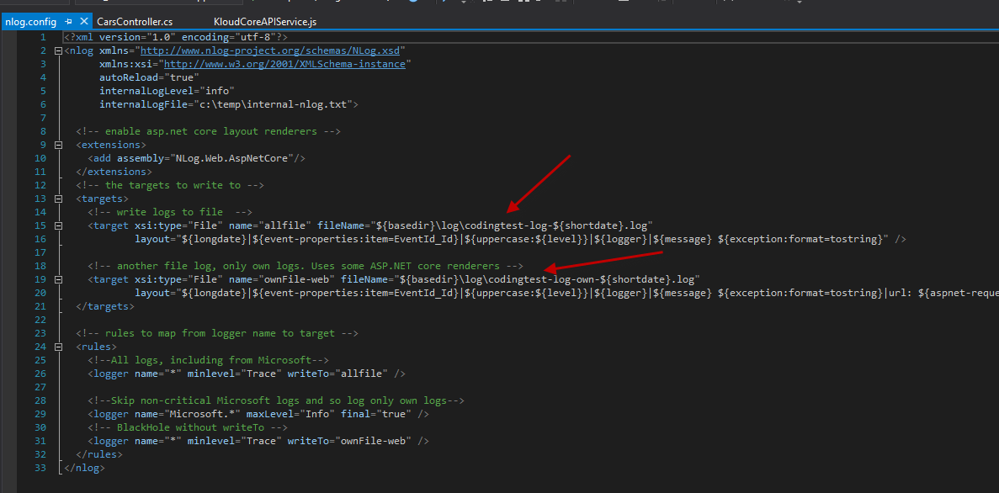 nlog.config
CarsController.cs
KloudCoreAPIService.js
1 <?xml version="1.0" encoding="utf-8"?>
2 <nlog xmlns="http://www.nlog-project.org/schemas/NLog.xsd"
3 xmlns:xsi="http://www.w3.org/2001/XMLSchema-instance"
4 autoReload="true"
5 internalLogLevel="info"
6 internalLogFile="c:\temp\internal-nlog.txt">
7
8 <!-- enable asp.net core layout renderers -->
9 <extensions>
10 <add assembly="NLog.Web.AspNetCore"/>
11 </extensions>
12 <!-- the targets to write to -->
13 <targets>
14 <!-- write logs to file  -->
15 <target xsi:type="File" name="allfile" fileName="${basedir}\log\codingtest-log-${shortdate}.log"
16 layout="${longdate}|${event-properties:item=EventId_Id}|${uppercase:${level}}|${logger}|${message} ${exception:format=tostring}" />
17
18 <!-- another file log, only own logs. Uses some ASP.NET core renderers -->
19 <target xsi:type="File" name="ownFile-web" fileName="${basedir}\log\codingtest-log-own-${shortdate}.log"
20 layout="${longdate}|${event-properties:item=EventId_Id}|${uppercase:${level}}|${logger}|${message} ${exception:format=tostring}|url: ${aspnet-reque
21 </targets>
22
23 <!-- rules to map from logger name to target -->
24 <rules>
25 <!--All logs, including from Microsoft-->
26 <logger name="*" minlevel="Trace" writeTo="allfile" />
27
28 <!--Skip non-critical Microsoft logs and so log only own logs-->
29 <logger name="Microsoft.*" maxLevel="Info" final="true" />
30 <!-- BlackHole without writeTo -->
31 <logger name="*" minlevel="Trace" writeTo="ownFile-web" />
32 </rules>
33 </nlog>